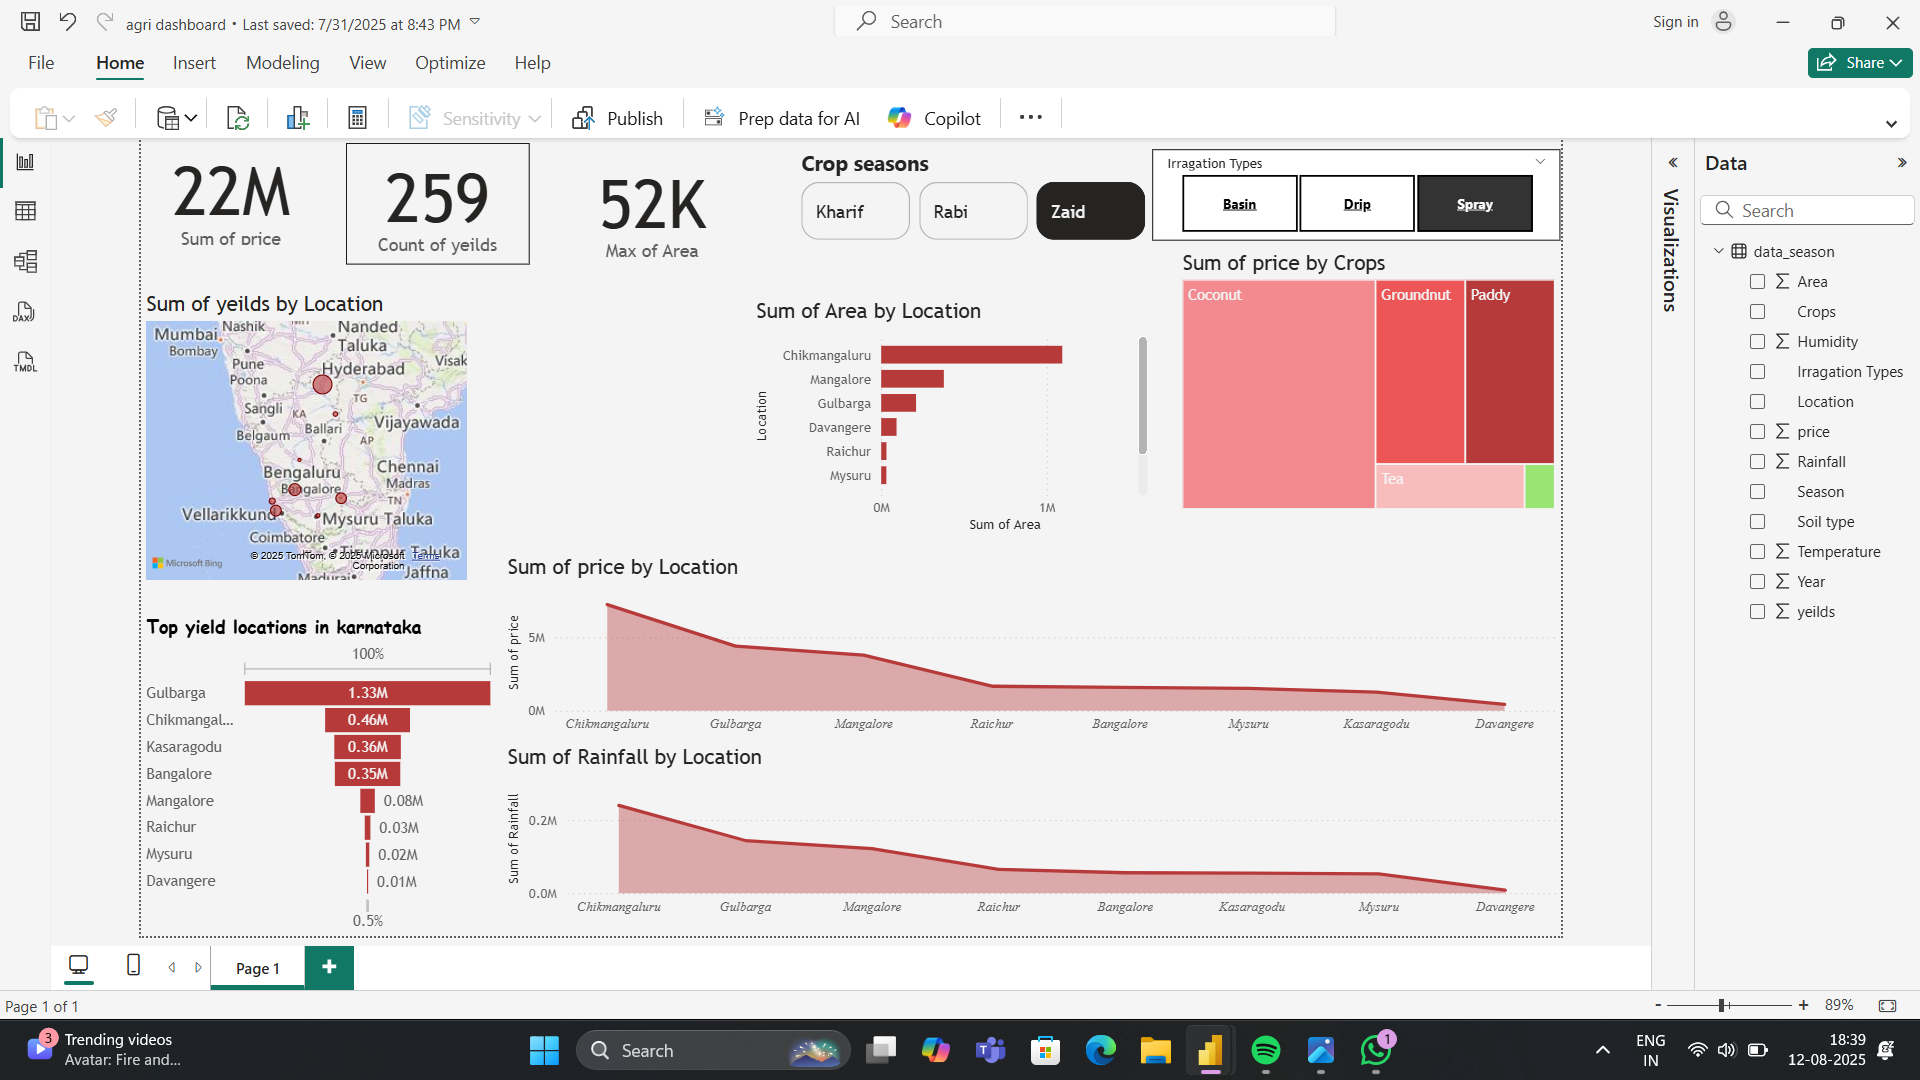 agri dashboard • Last saved: 7/31/2025 at 8:43 PM
Search
Sign in
File
Home
Insert
Modeling
View
Optimize
Help
Share
Sensitivity
Publish
Prep data for AI
Copilot
22M
Sum of price
259
Count of yeilds
52K
Max of Area
Crop seasons
Kharif
Rabi
Zaid
Irragation Types
Basin
Drip
Spray
Sum of yeilds by Location
Mumbai
Bombay
Nashik
Nanded
Taluka
Pune
Poona
Hyderabad
Visak
Sangli
KA
TG
Belgaum
Ballari
AP
Vijayawada
Bengaluru
Bangalore
Chennai
Madras
TN
Vellarikkund
Mysuru Taluka
Coimbatore
Tiruppur Taluka
Madurai
Jaffna
© 2025 TomTom, © 2025 Microsoft Corporation
Terms
Microsoft Bing
Sum of Area by Location
Location
Chikmangaluru
Mangalore
Gulbarga
Davangere
Raichur
Mysuru
0M
1M
Sum of Area
Sum of price by Crops
Coconut
Groundnut
Paddy
Tea
Sum of price by Location
Sum of price
5M
0M
Chikmangaluru
Gulbarga
Mangalore
Raichur
Bangalore
Mysuru
Kasaragodu
Davangere
Top yield locations in karnataka
100%
Gulbarga 1.33M
Chikmangal... 0.46M
Kasaragodu 0.36M
Bangalore 0.35M
Mangalore 0.08M
Raichur 0.03M
Mysuru 0.02M
Davangere 0.01M
0.5%
Sum of Rainfall by Location
Sum of Rainfall
0.2M
0.0M
Chikmangaluru
Gulbarga
Mangalore
Raichur
Bangalore
Kasaragodu
Mysuru
Davangere
Visualizations
Data
Search
data_season
Area
Crops
Humidity
Irragation Types
Location
price
Rainfall
Season
Soil type
Temperature
Year
yeilds
DAX
TMDL
Page 1
Page 1 of 1
- + 89%
3
Trending videos
Avatar: Fire and...
Search
1
ENG
IN
18:39
12-08-2025